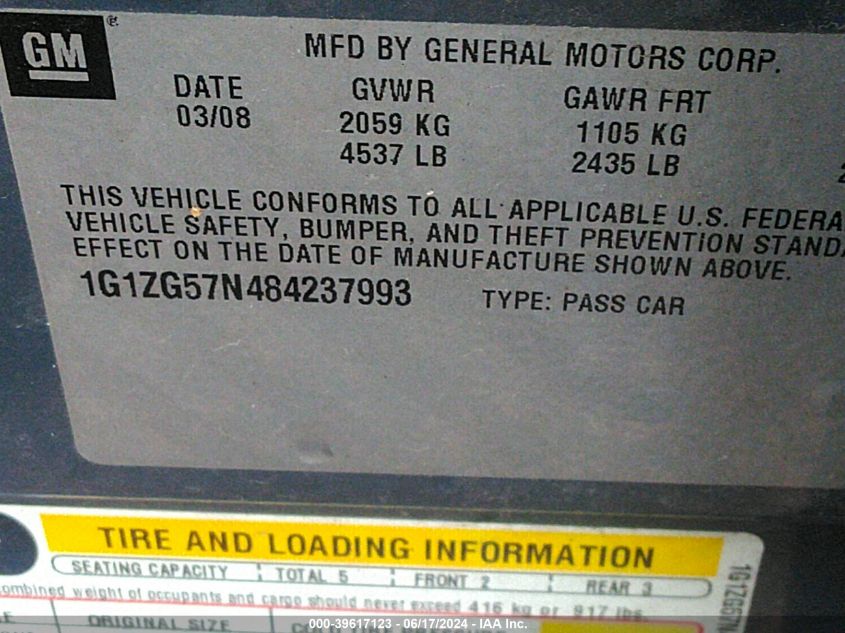 GM ®
MFD BY GENERAL MOTORS CORP.
DATE GVWR GAWR FRT
03/08 2059 KG 1105 KG
4537 LB 2435 LB
THIS VEHICLE CONFORMS TO ALL APPLICABLE U.S. FEDERA
VEHICLE SAFETY, BUMPER, AND THEFT PREVENTION STANDA
EFFECT ON THE DATE OF MANUFACTURE SHOWN ABOVE.
1G1ZG57N484237993 TYPE: PASS CAR
TIRE AND LOADING INFORMATION
SEATING CAPACITY TOTAL 5 FRONT 2 REAR 3
ombined weight of occupants and cargo should never exceed 416 kg or 917 lbs.
ORIGINAL SIZE
1G1ZG57N
000-39617123 - 06/17/2024 - IAA Inc.